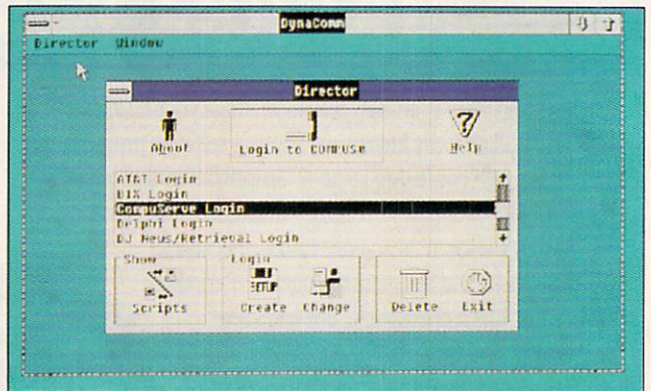 DynaComm
Director Window
Director
About
Login to COMPUSE
Help
AT&T Login
BIX Login
CompuServe Login
Delphi Login
DJ News/Retrieval Login
Show
Login
SETUP
Scripts
Create
Change
Delete
Exit